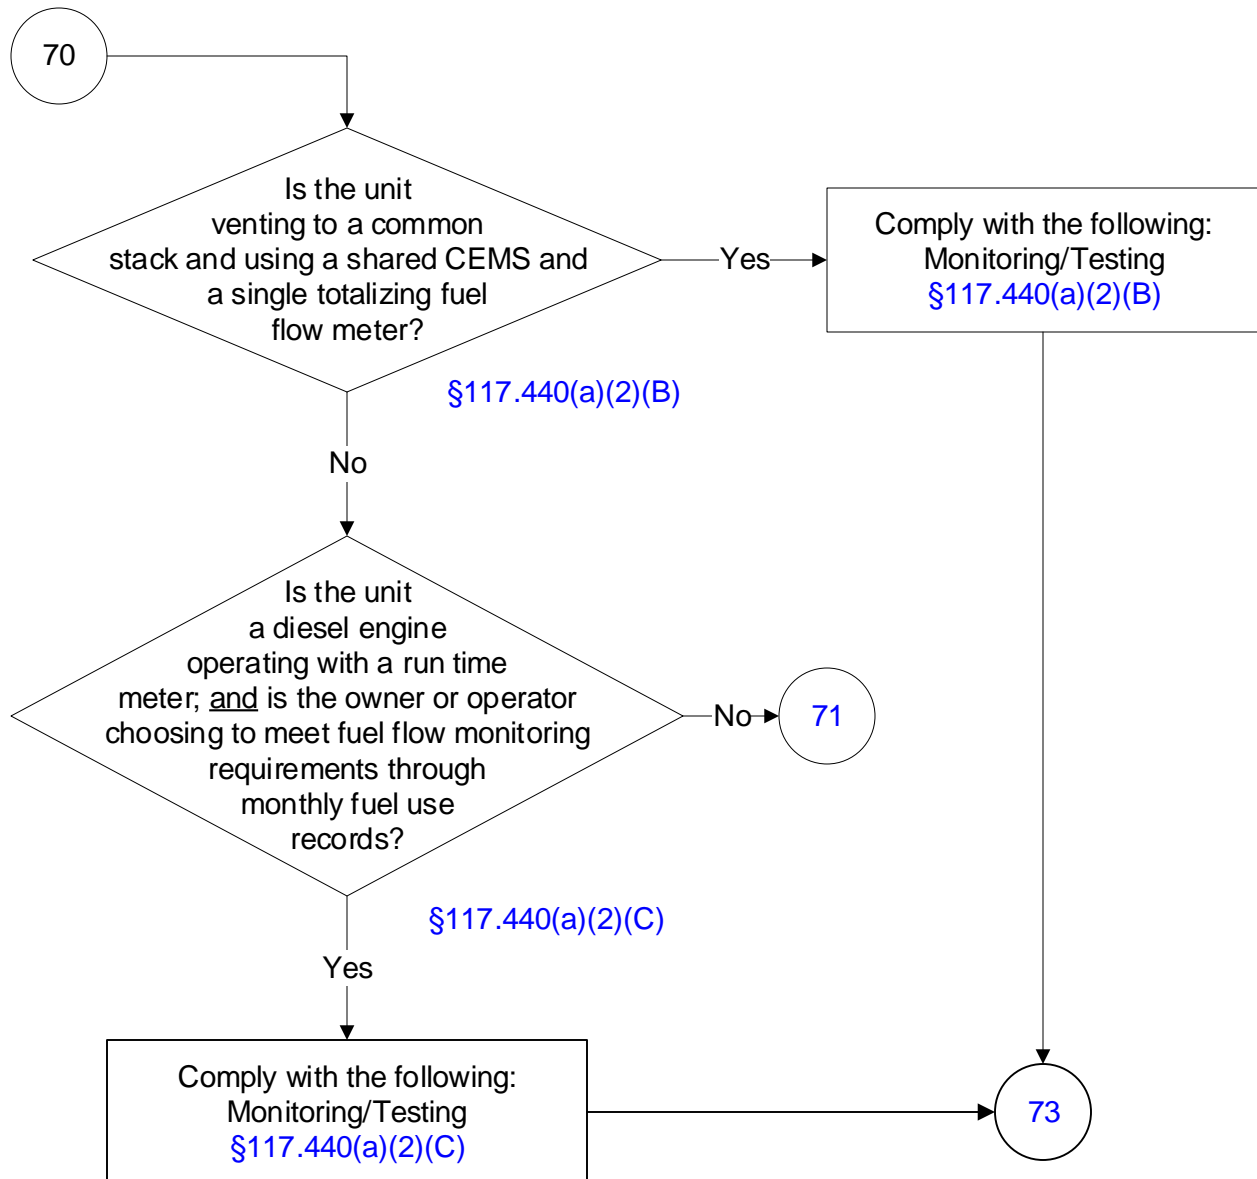 70
Is the unit
venting to a common
stack and using a shared CEMS and
a single totalizing fuel
flow meter?
Yes
Comply with the following:
Monitoring/Testing
§117.440(a)(2)(B)
§117.440(a)(2)(B)
No
Is the unit
a diesel engine
operating with a run time
meter; and is the owner or operator
choosing to meet fuel flow monitoring
requirements through
monthly fuel use
records?
No
71
§117.440(a)(2)(C)
Yes
Comply with the following:
Monitoring/Testing
§117.440(a)(2)(C)
73